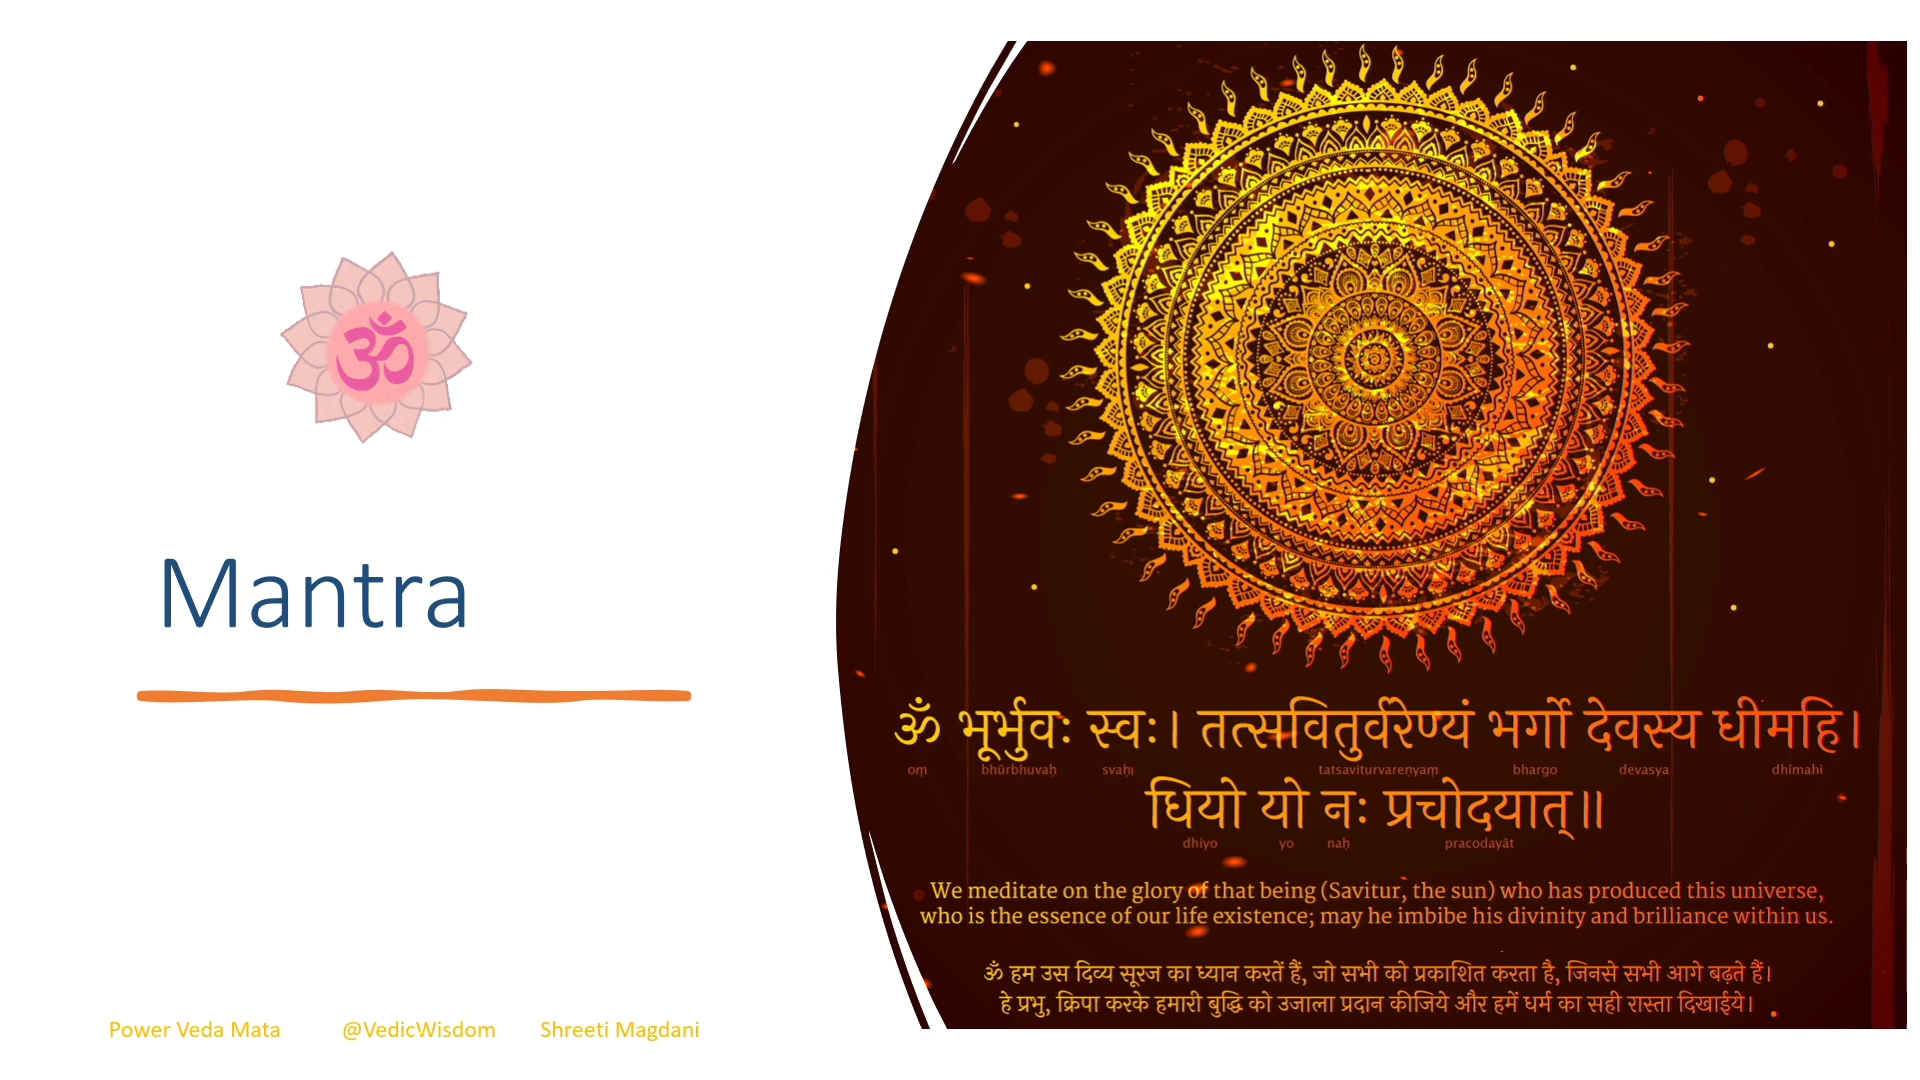 ॐ
Mantra
ॐ भूर्भुवः स्वः। तत्सवितुर्वरेण्यं भर्गो देवस्य धीमहि।
oṃ bhūrbhuvaḥ svaḥı tatsaviturvareṇyaṃ bhargo devasya dhīmahi
धियो यो नः प्रचोदयात्॥
dhiyo yo naḥ pracodayāt
We meditate on the glory of that being (Savitur, the sun) who has produced this universe,
who is the essence of our life existence; may he imbibe his divinity and brilliance within us.
ॐ हम उस दिव्य सूरज का ध्यान करतें हैं, जो सभी को प्रकाशित करता है, जिनसे सभी आगे बढ़ते हैं।
हे प्रभु, क्रिपा करके हमारी बुद्धि को उजाला प्रदान कीजिये और हमें धर्म का सही रास्ता दिखाईये।
Power Veda Mata @VedicWisdom Shreeti Magdani